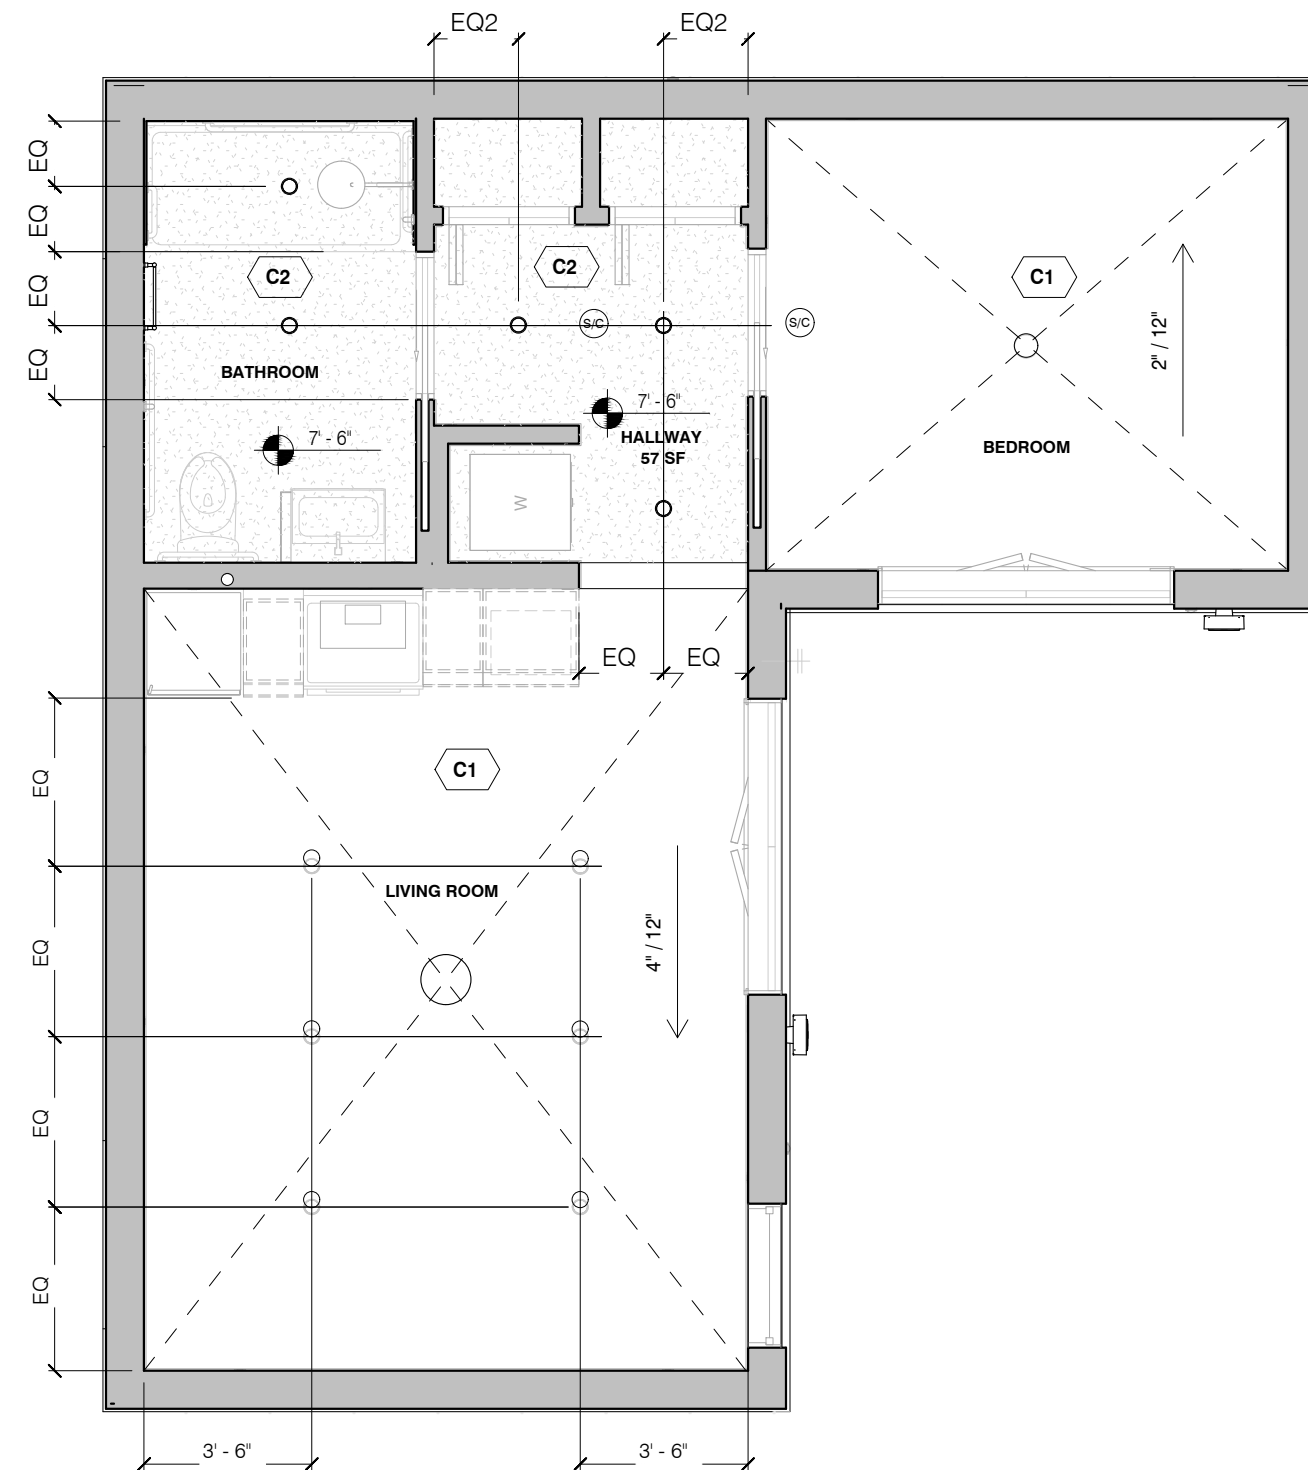 EQ2
EQ2
EQ
EQ
EQ
EQ
C2
C2
C1
S/C
S/C
2" / 12"
BATHROOM
7' - 6"
7' - 6"
HALLWAY
57 SF
BEDROOM
W
EQ
EQ
C1
EQ
LIVING ROOM
EQ
4" / 12"
EQ
EQ
3' - 6"
3' - 6"